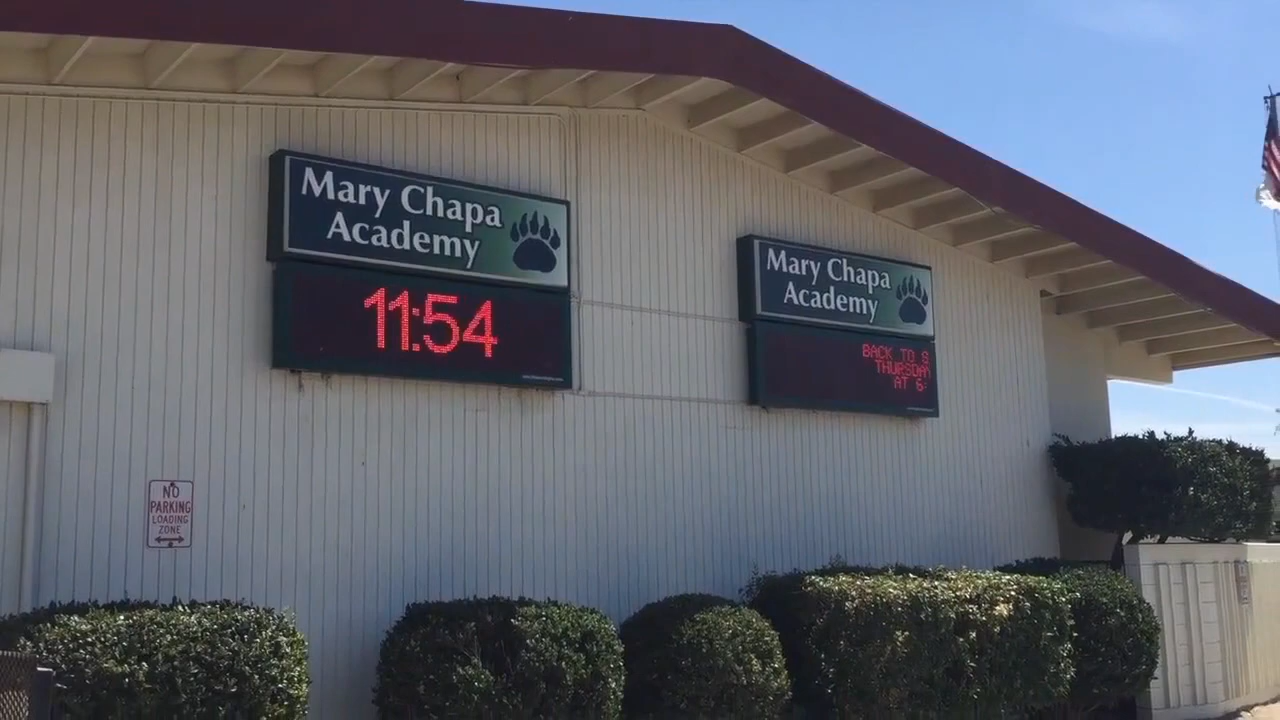 Mary Chapa
Academy
11:54
Mary Chapa
Academy
BACK TO S
THURSDAY
AT 6:
NO
PARKING
LOADING
ZONE